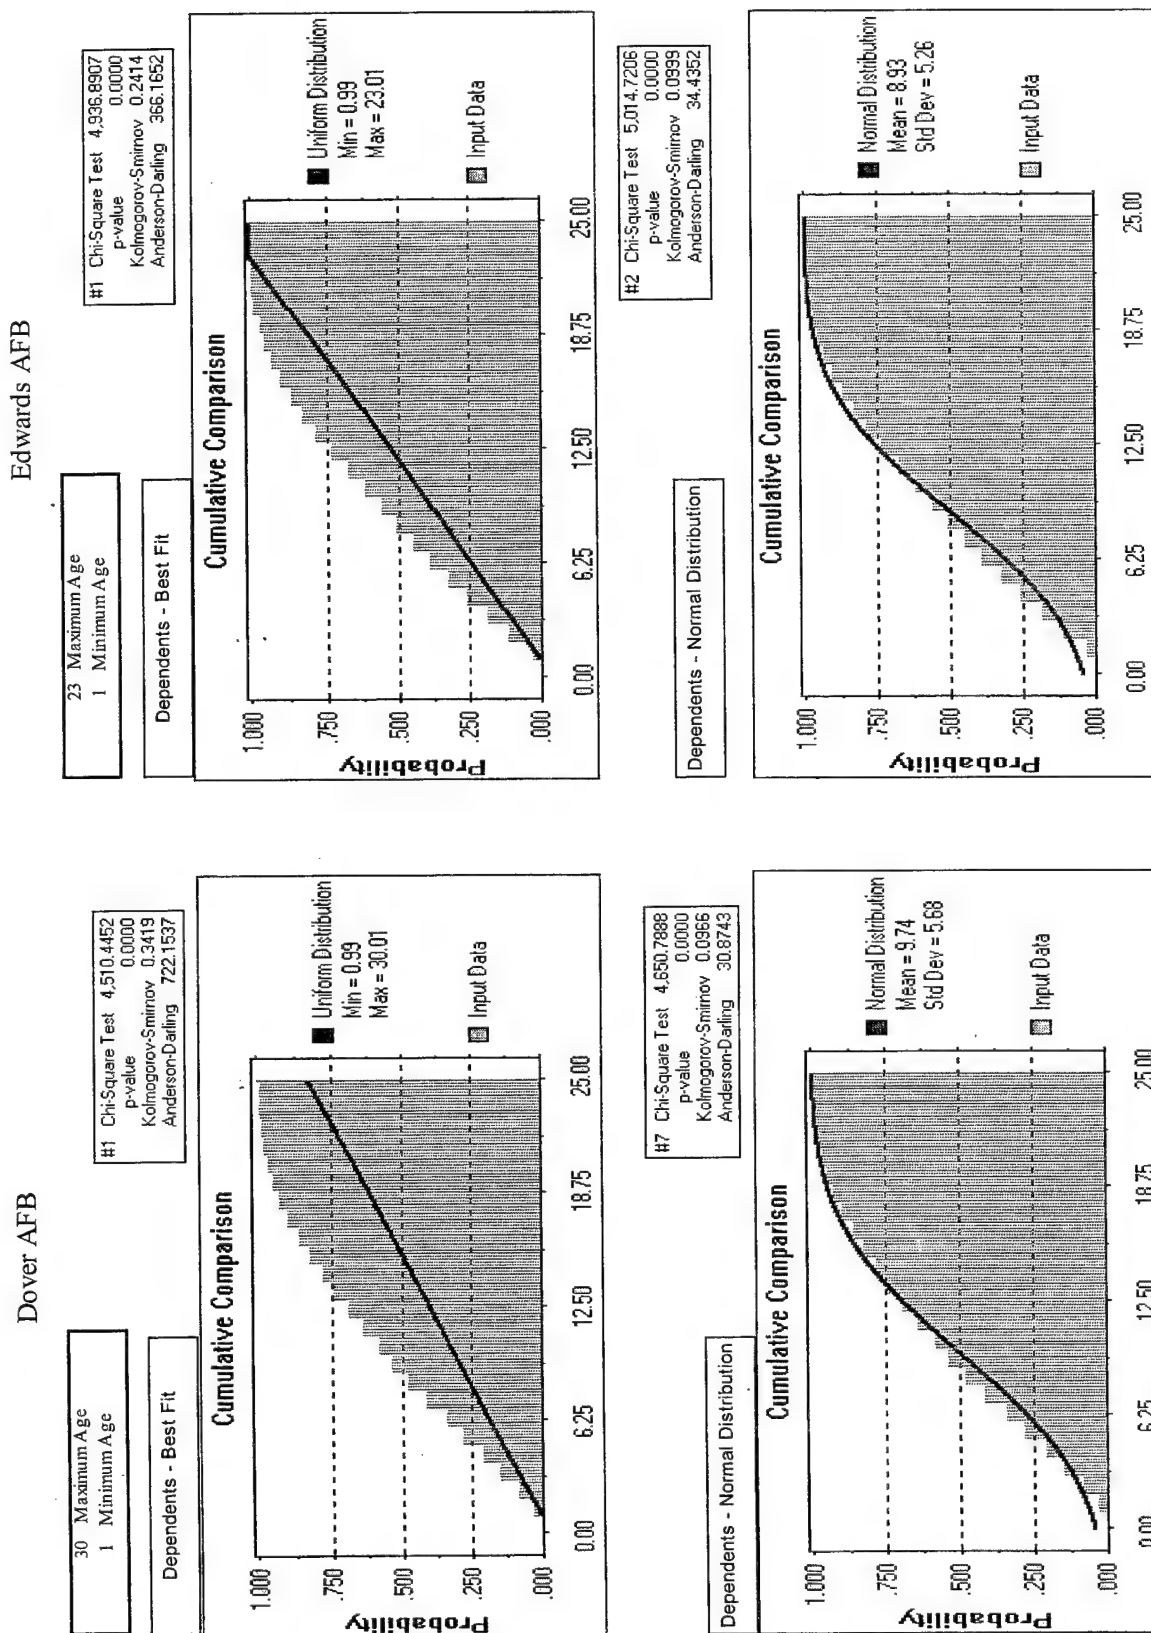 Dover AFB
30 Maximum Age
1 Minimum Age
Dependents - Best Fit
#1 Chi-Square Test 4,510.4452
p-value 0.0000
Kolmogorov-Smirnov 0.3419
Anderson-Darling 722.1537
Cumulative Comparison
Probability
1.000
.750
.500
.250
.000
0.00
6.25
12.50
18.75
25.00
Uniform Distribution
Min = 0.99
Max = 30.01
Input Data
Dependents - Normal Distribution
#7 Chi-Square Test 4,650.7888
p-value 0.0000
Kolmogorov-Smirnov 0.0966
Anderson-Darling 30.8743
Cumulative Comparison
Probability
1.000
.750
.500
.250
.000
0.00
6.25
12.50
18.75
25.00
Normal Distribution
Mean = 9.74
Std Dev = 5.68
Input Data
Edwards AFB
23 Maximum Age
1 Minimum Age
Dependents - Best Fit
#1 Chi-Square Test 4,936.8907
p-value 0.0000
Kolmogorov-Smirnov 0.2414
Anderson-Darling 366.1652
Cumulative Comparison
Probability
1.000
.750
.500
.250
.000
0.00
6.25
12.50
18.75
25.00
Uniform Distribution
Min = 0.99
Max = 23.01
Input Data
Dependents - Normal Distribution
#2 Chi-Square Test 5,014.7206
p-value 0.0000
Kolmogorov-Smirnov 0.0999
Anderson-Darling 34.4352
Cumulative Comparison
Probability
1.000
.750
.500
.250
.000
0.00
6.25
12.50
18.75
25.00
Normal Distribution
Mean = 8.93
Std Dev = 5.26
Input Data